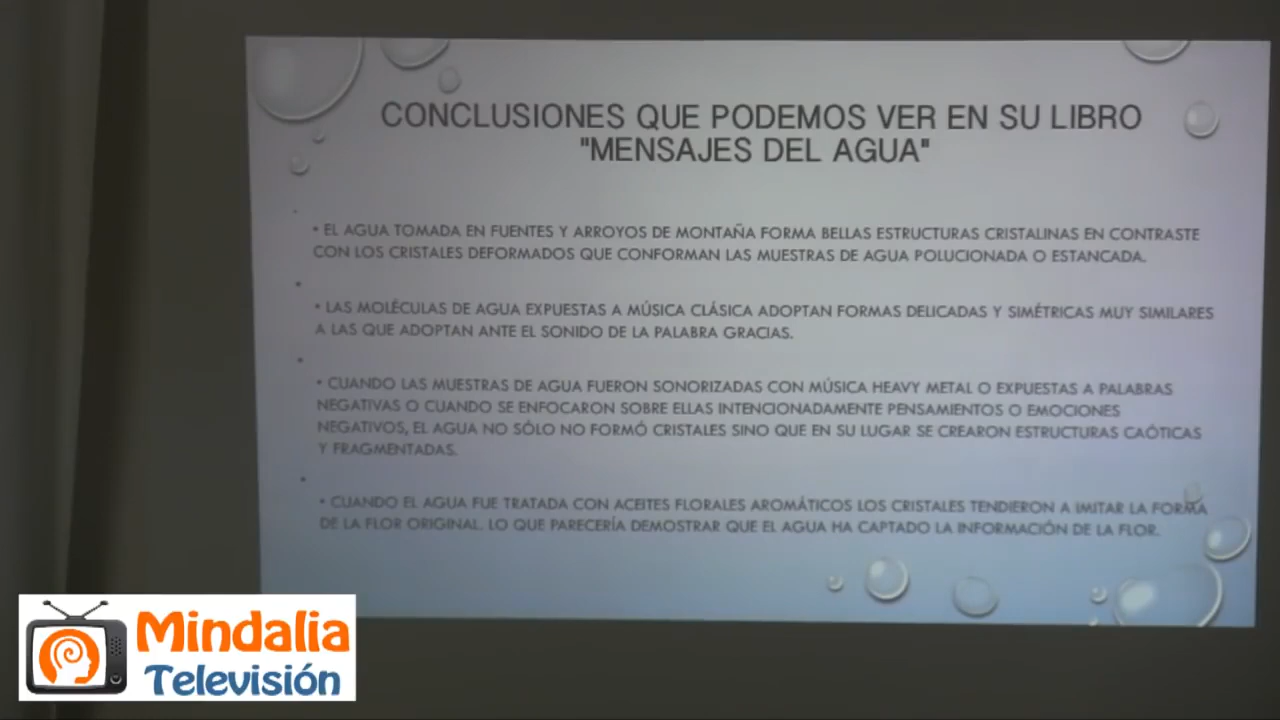 CONCLUSIONES QUE PODEMOS VER EN SU LIBRO
"MENSAJES DEL AGUA"
• EL AGUA TOMADA EN FUENTES Y ARROYOS DE MONTAÑA FORMA BELLAS ESTRUCTURAS CRISTALINAS EN CONTRASTE
CON LOS CRISTALES DEFORMADOS QUE CONFORMAN LAS MUESTRAS DE AGUA POLUCIONADA O ESTANCADA.
• LAS MOLÉCULAS DE AGUA EXPUESTAS A MÚSICA CLÁSICA ADOPTAN FORMAS DELICADAS Y SIMÉTRICAS MUY SIMILARES
A LAS QUE ADOPTAN ANTE EL SONIDO DE LA PALABRA GRACIAS.
• CUANDO LAS MUESTRAS DE AGUA FUERON SONORIZADAS CON MÚSICA HEAVY METAL O EXPUESTAS A PALABRAS
NEGATIVAS O CUANDO SE ENFOCARON SOBRE ELLAS INTENCIONADAMENTE PENSAMIENTOS O EMOCIONES
NEGATIVOS, EL AGUA NO SÓLO NO FORMÓ CRISTALES SINO QUE EN SU LUGAR SE CREARON ESTRUCTURAS CAÓTICAS
Y FRAGMENTADAS.
• CUANDO EL AGUA FUE TRATADA CON ACEITES FLORALES AROMÁTICOS LOS CRISTALES TENDIERON A IMITAR LA FORMA
DE LA FLOR ORIGINAL. LO QUE PARECERÍA DEMOSTRAR QUE EL AGUA HA CAPTADO LA INFORMACIÓN DE LA FLOR.
Mindalia
Televisión